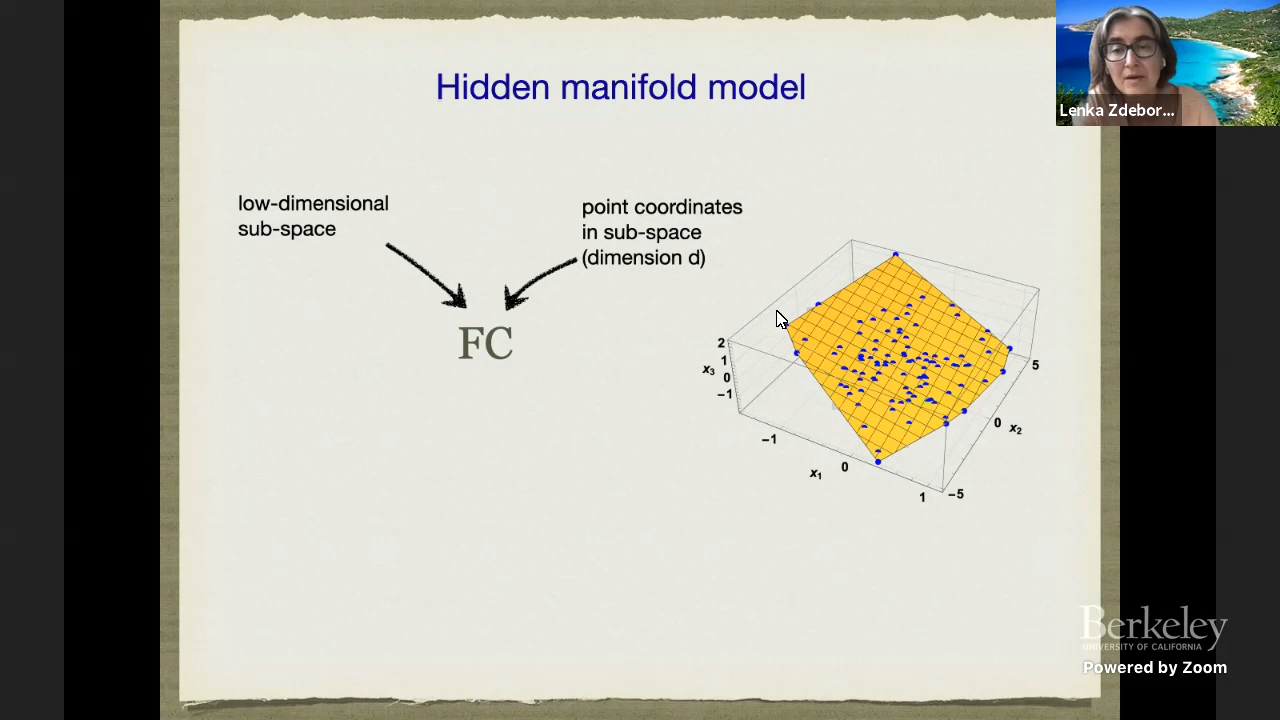 Hidden manifold model
Lenka Zdebor...
low-dimensional
sub-space
point coordinates
in sub-space
(dimension d)
FC
2
1
0
−1
x3
−1
0
1
x1
5
0
−5
x2
Berkeley
UNIVERSITY OF CALIFORNIA
Powered by Zoom